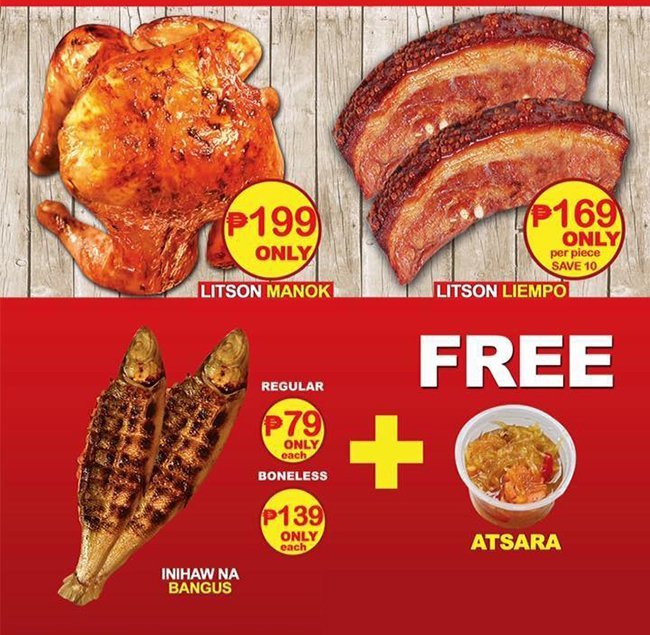 ₱199
ONLY
LITSON MANOK
₱169
ONLY
per piece
SAVE 10
LITSON LIEMPO
REGULAR
₱79
ONLY
each
BONELESS
₱139
ONLY
each
INIHAW NA
BANGUS
+
FREE
ATSARA